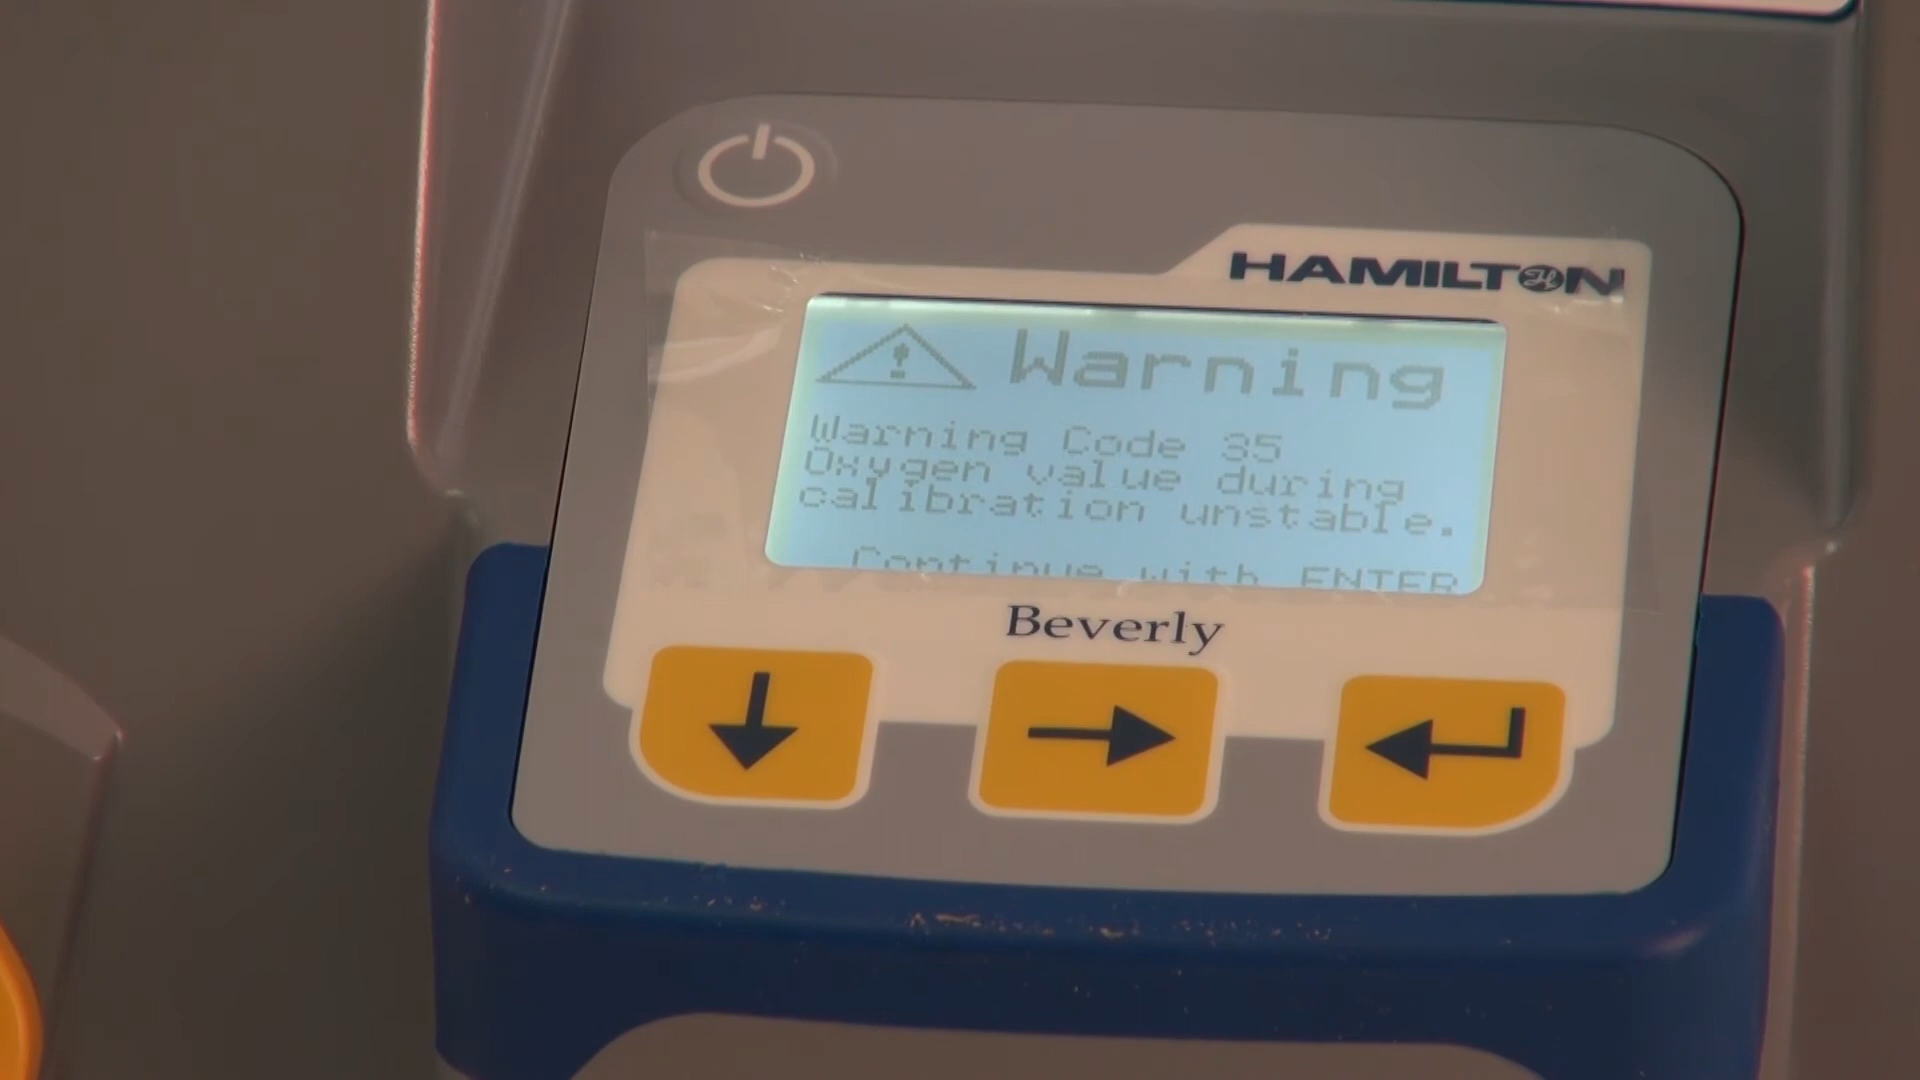 HAMILTON
Warning
Warning Code 35
Oxygen value during
calibration unstable.
Continue with ENTER
Beverly